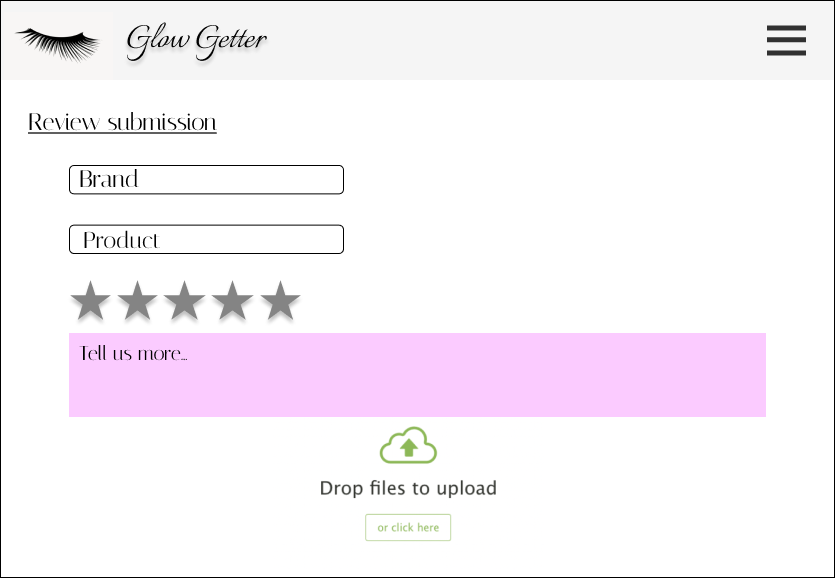 Glow Getter
Review submission
Brand
Product
Tell us more...
Drop files to upload
or click here